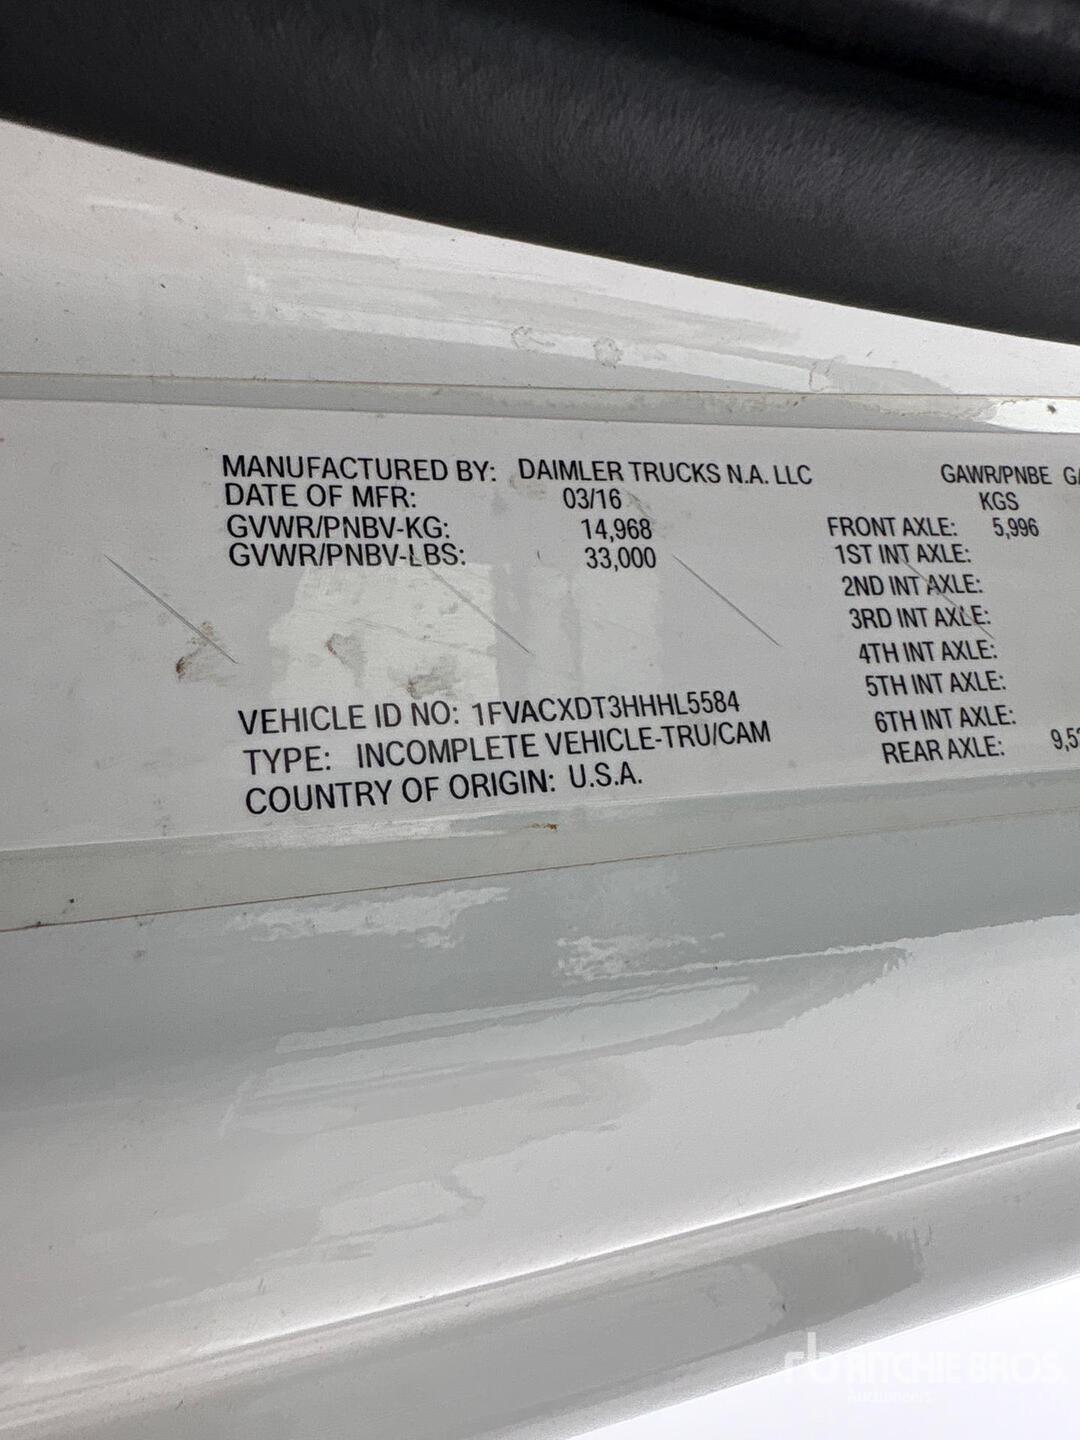 MANUFACTURED BY: DAIMLER TRUCKS N.A. LLC
DATE OF MFR: 03/16
GVWR/PNBV-KG: 14,968
GVWR/PNBV-LBS: 33,000
VEHICLE ID NO: 1FVACXDT3HHHL5584
TYPE: INCOMPLETE VEHICLE-TRU/CAM
COUNTRY OF ORIGIN: U.S.A.
GAWR/PNBE
KGS
FRONT AXLE: 5,996
1ST INT AXLE:
2ND INT AXLE:
3RD INT AXLE:
4TH INT AXLE:
5TH INT AXLE:
6TH INT AXLE:
REAR AXLE:
rb RITCHIE BROS.
Auctioneers